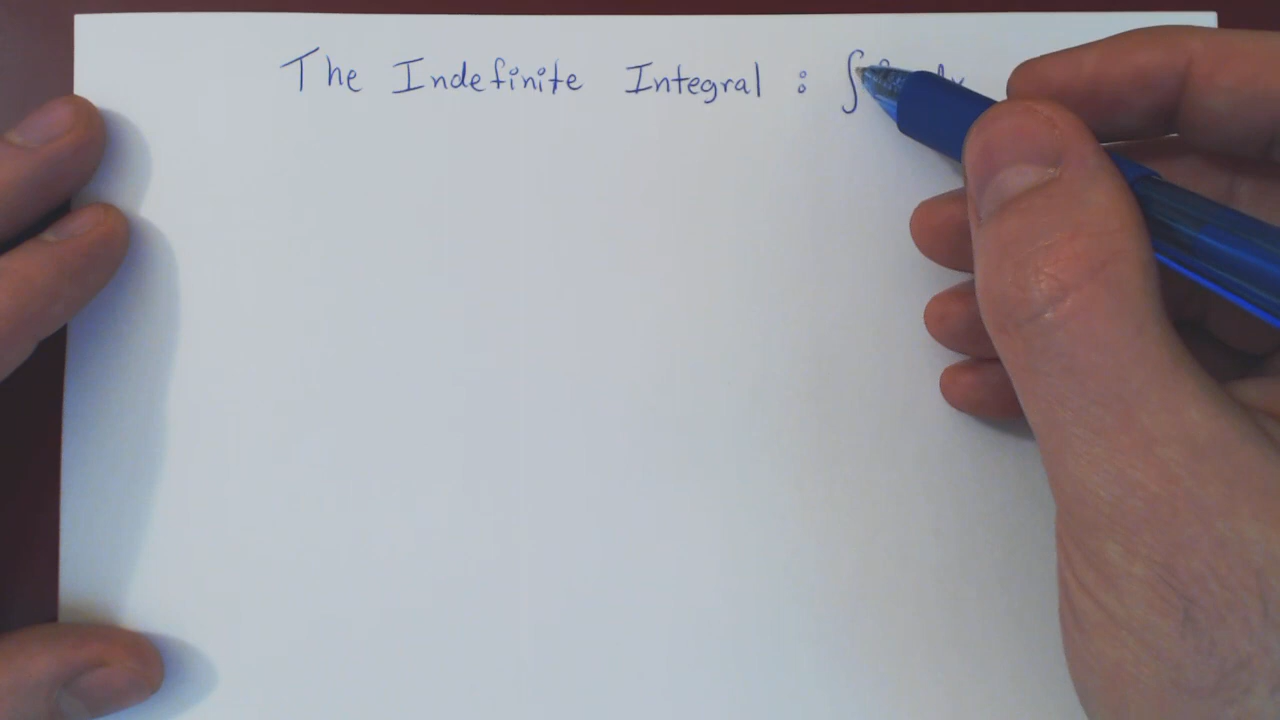 The Indefinite Integral : ∫